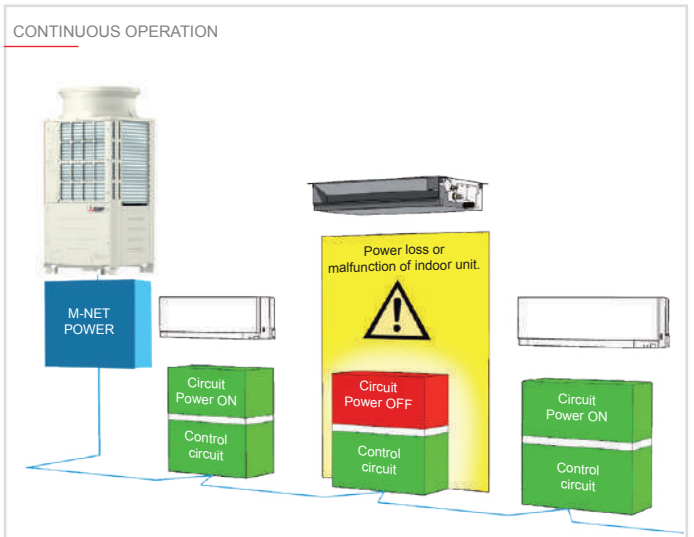 CONTINUOUS OPERATION
Power loss or
malfunction of indoor unit.
M-NET
POWER
Circuit
Power ON
Control
circuit
Circuit
Power OFF
Control
circuit
Circuit
Power ON
Control
circuit